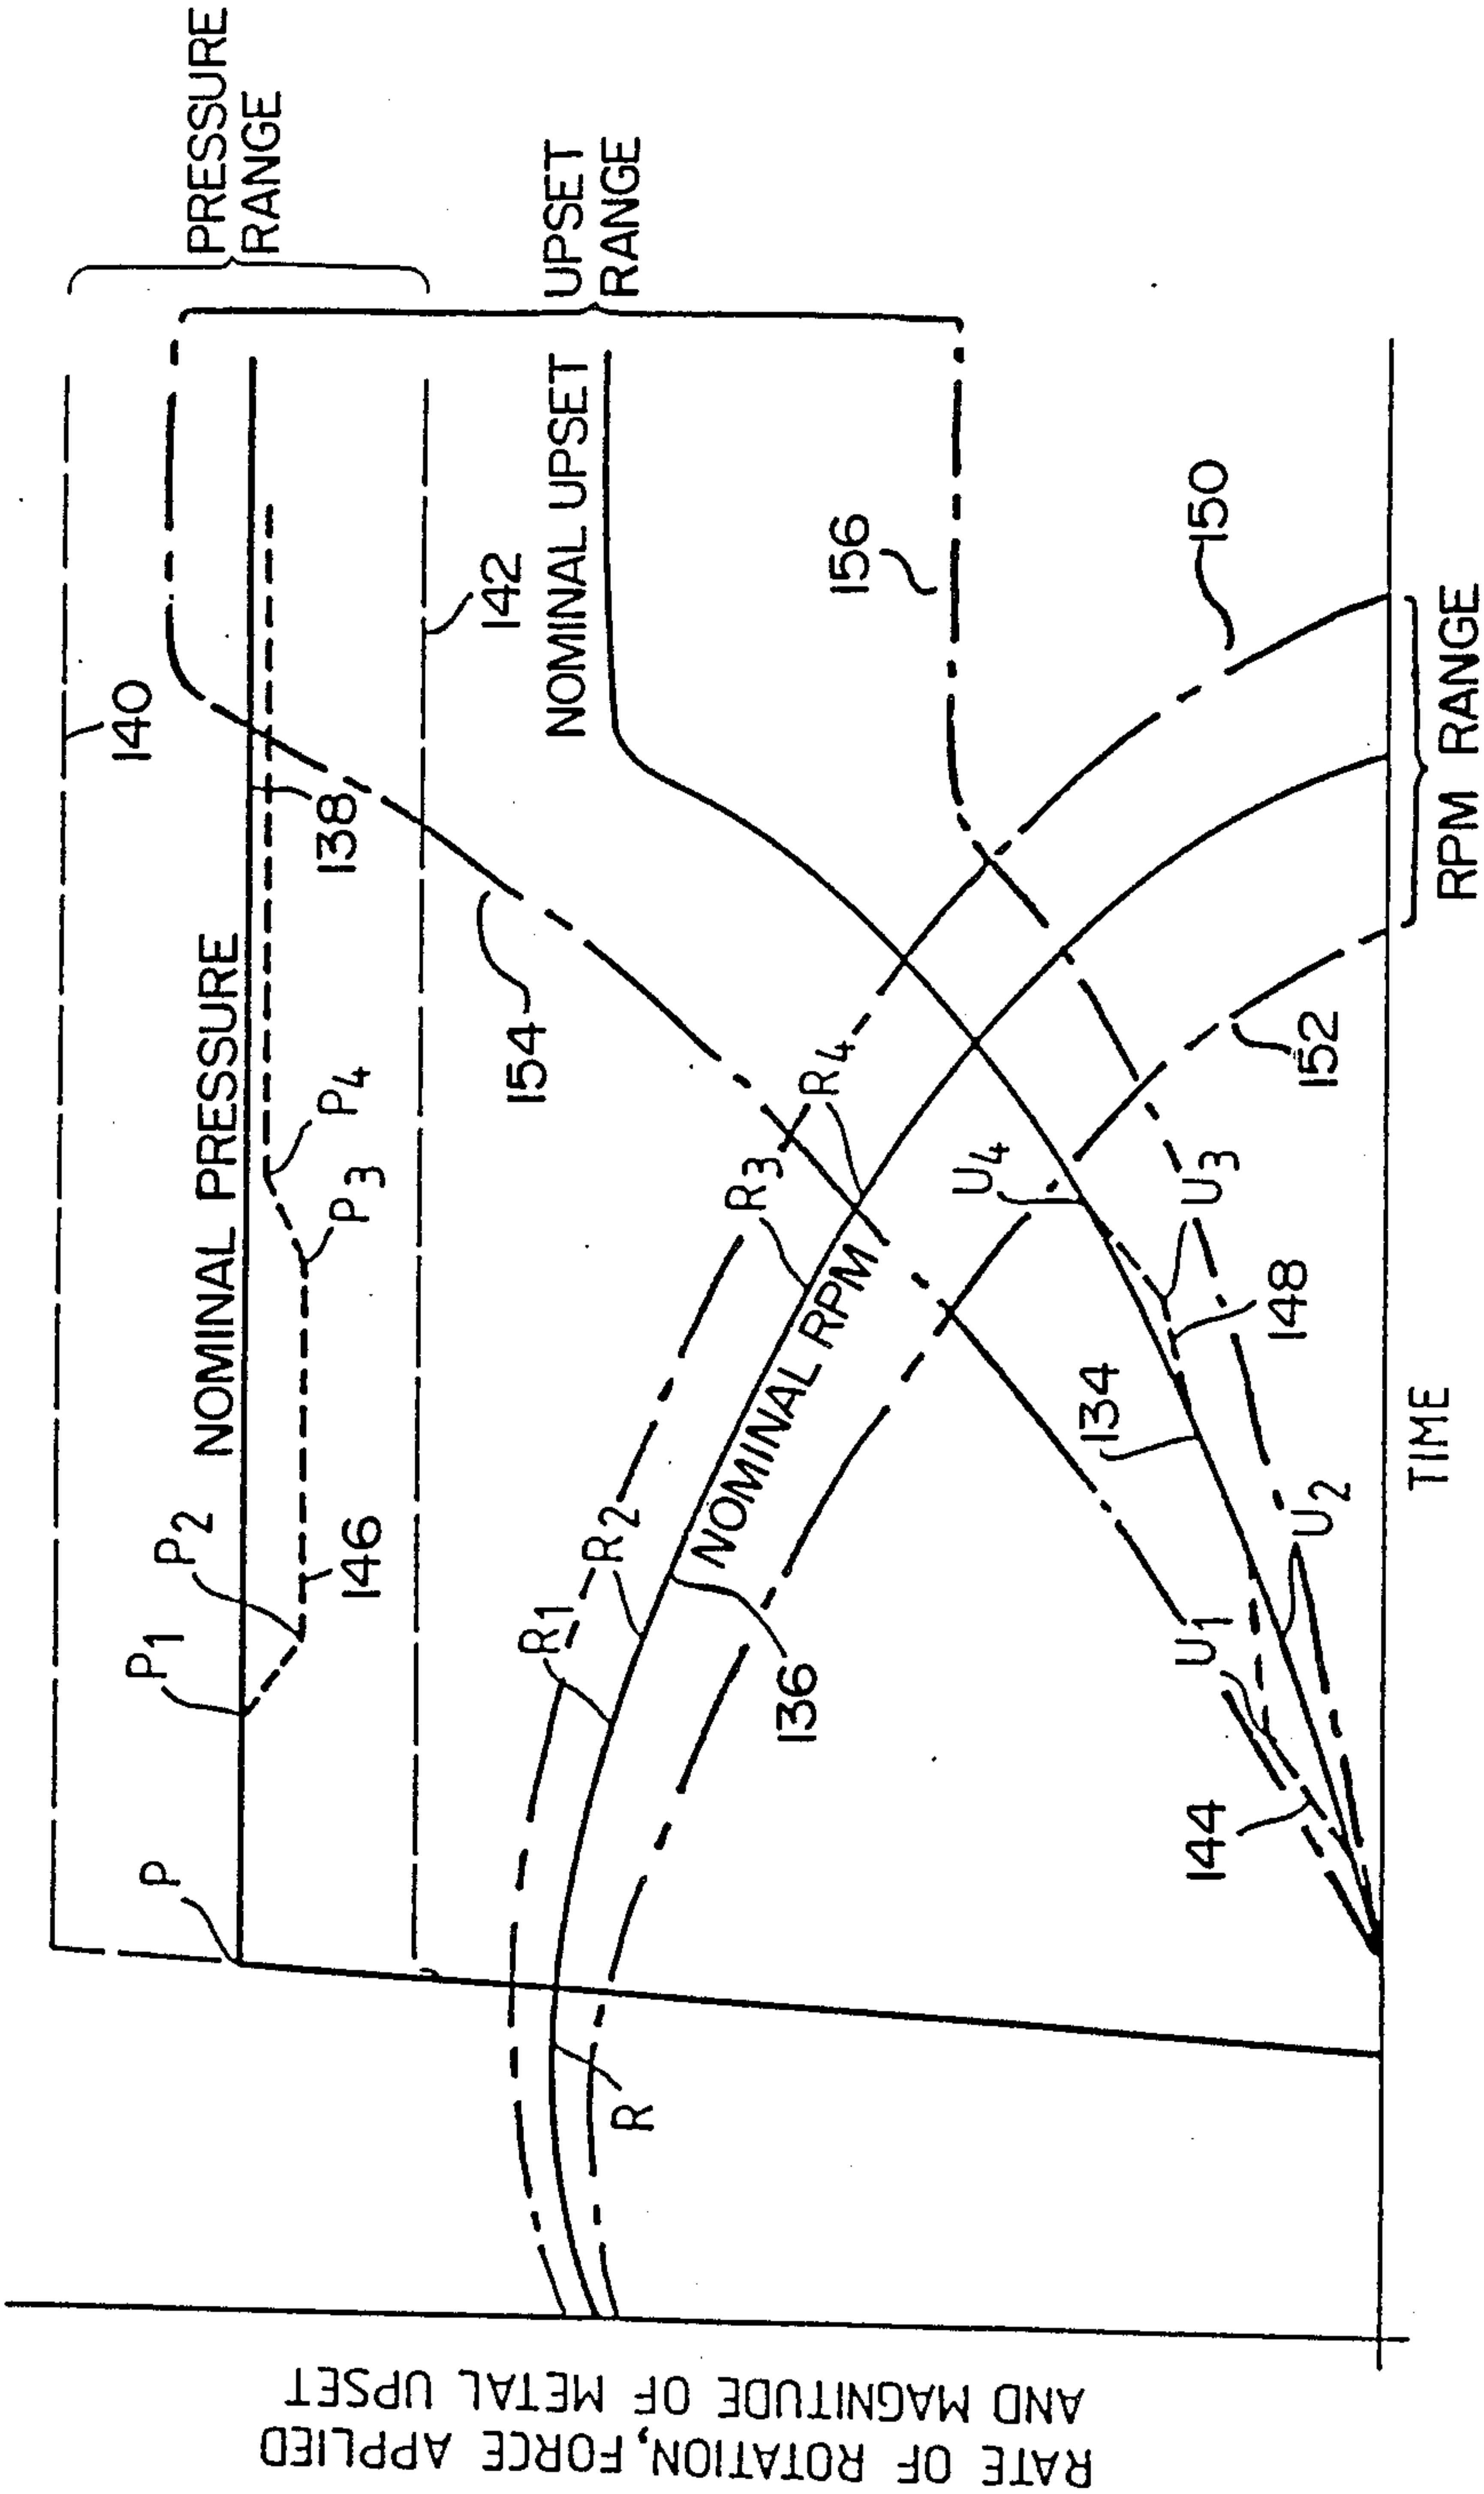 PRESSURE
RANGE
UPSET
RANGE
140
NOMINAL PRESSURE
138
142
NOMINAL UPSET
P
P1
P2
P3
P4
146
154
156
150
R
R1
R2
R3
R4
NOMINAL RPM
136
152
U4
U3
134
148
U2
U1
144
RPM RANGE
TIME
RATE OF ROTATION, FORCE APPLIED
AND MAGNITUDE OF METAL UPSET